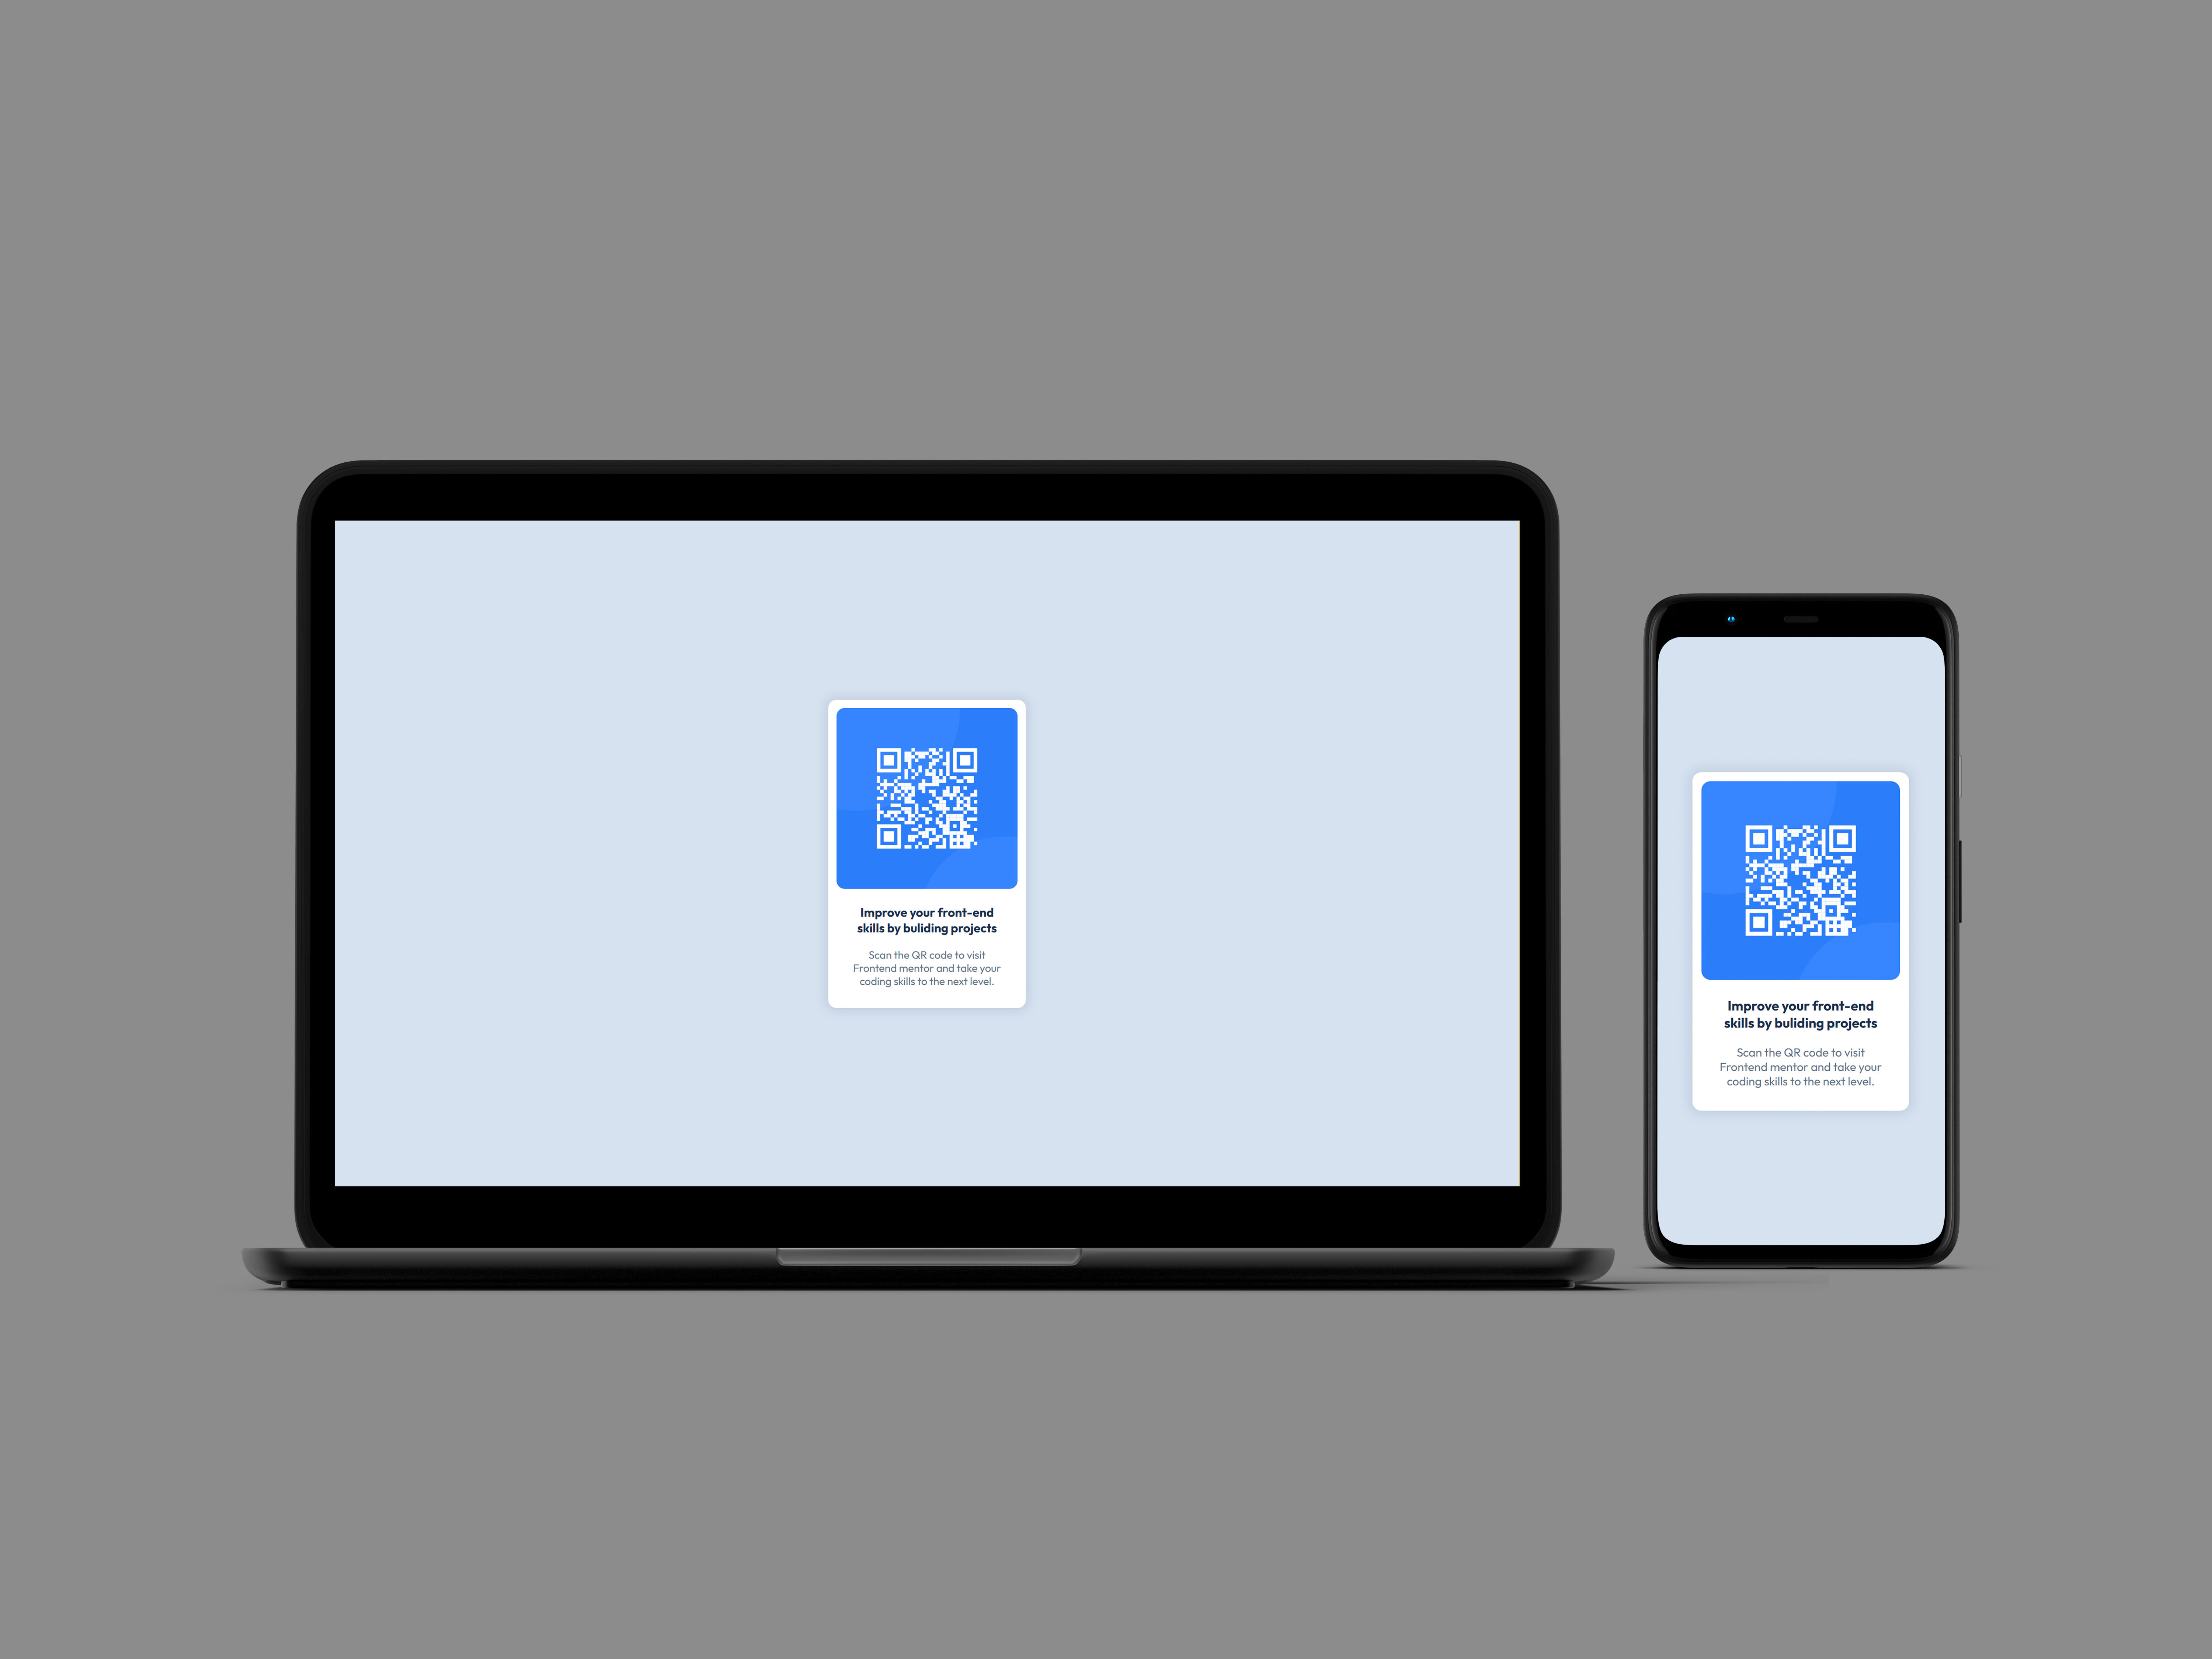 Improve your front-end
skills by buliding projects
Scan the QR code to visit
Frontend mentor and take your
coding skills to the next level.
Improve your front-end
skills by buliding projects
Scan the QR code to visit
Frontend mentor and take your
coding skills to the next level.